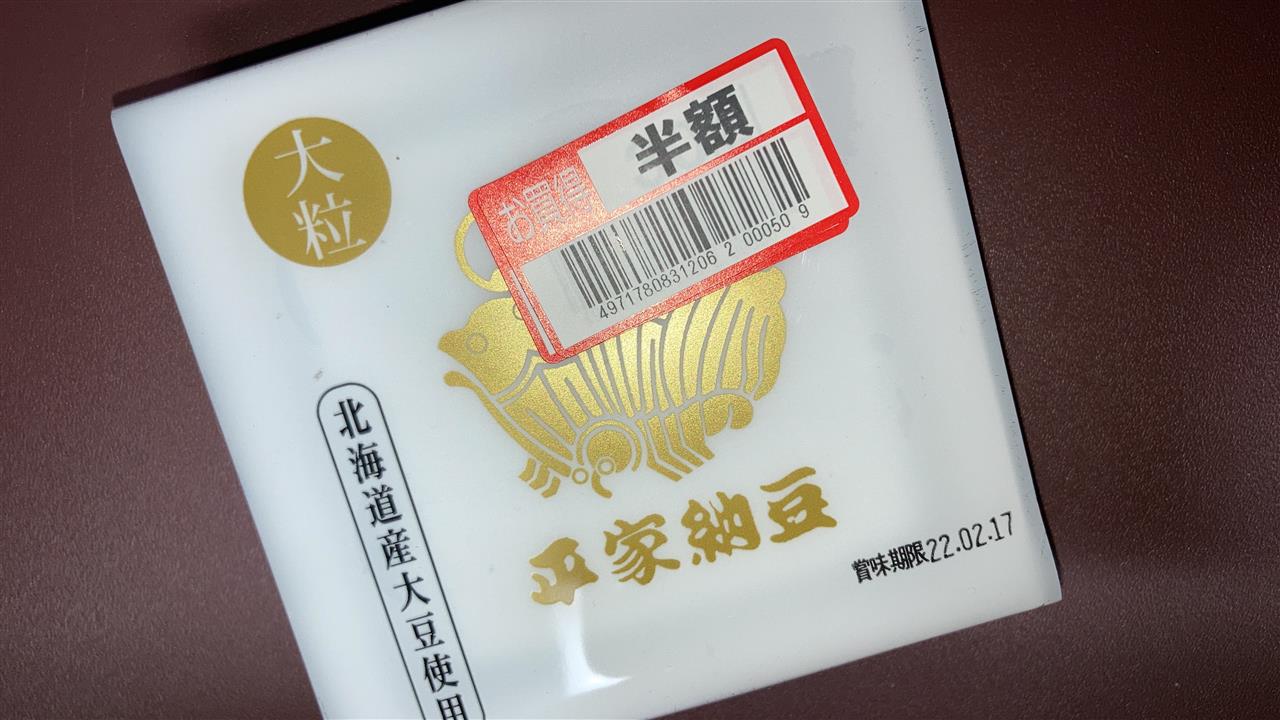 大粒
お買得
半額
4971780831206 2 00050 9
平家納豆
賞味期限22.02.17
北海道産大豆使用